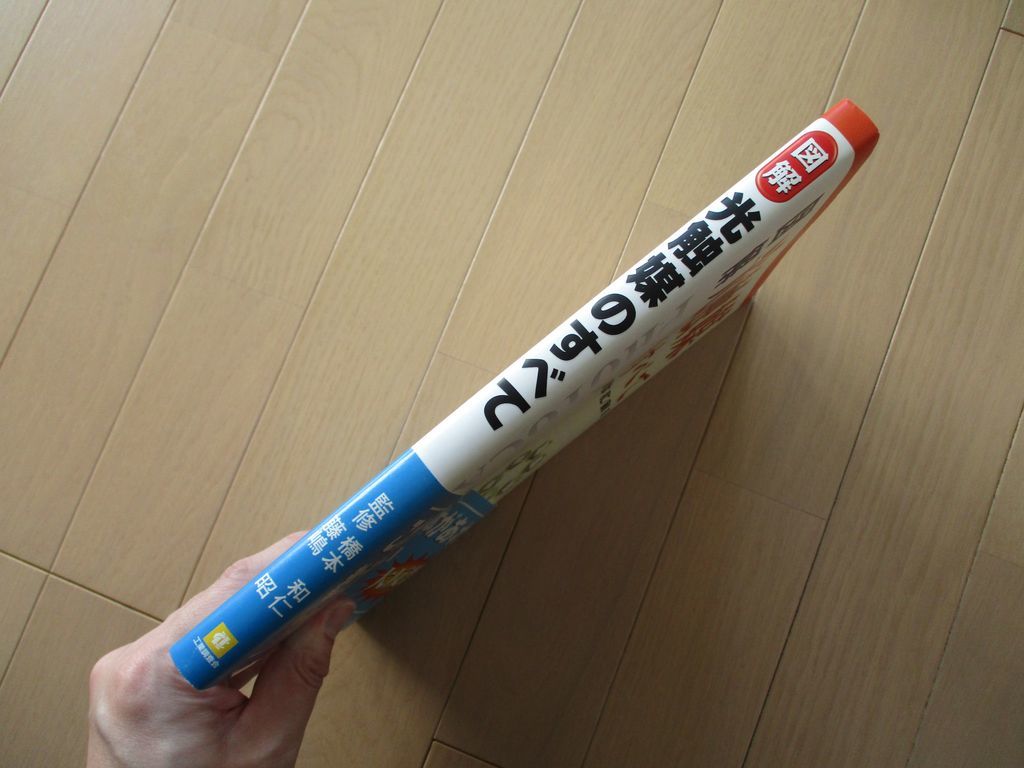 図解
光触媒のすべて
監修
橋本 和仁
藤嶋 昭
工業調査会